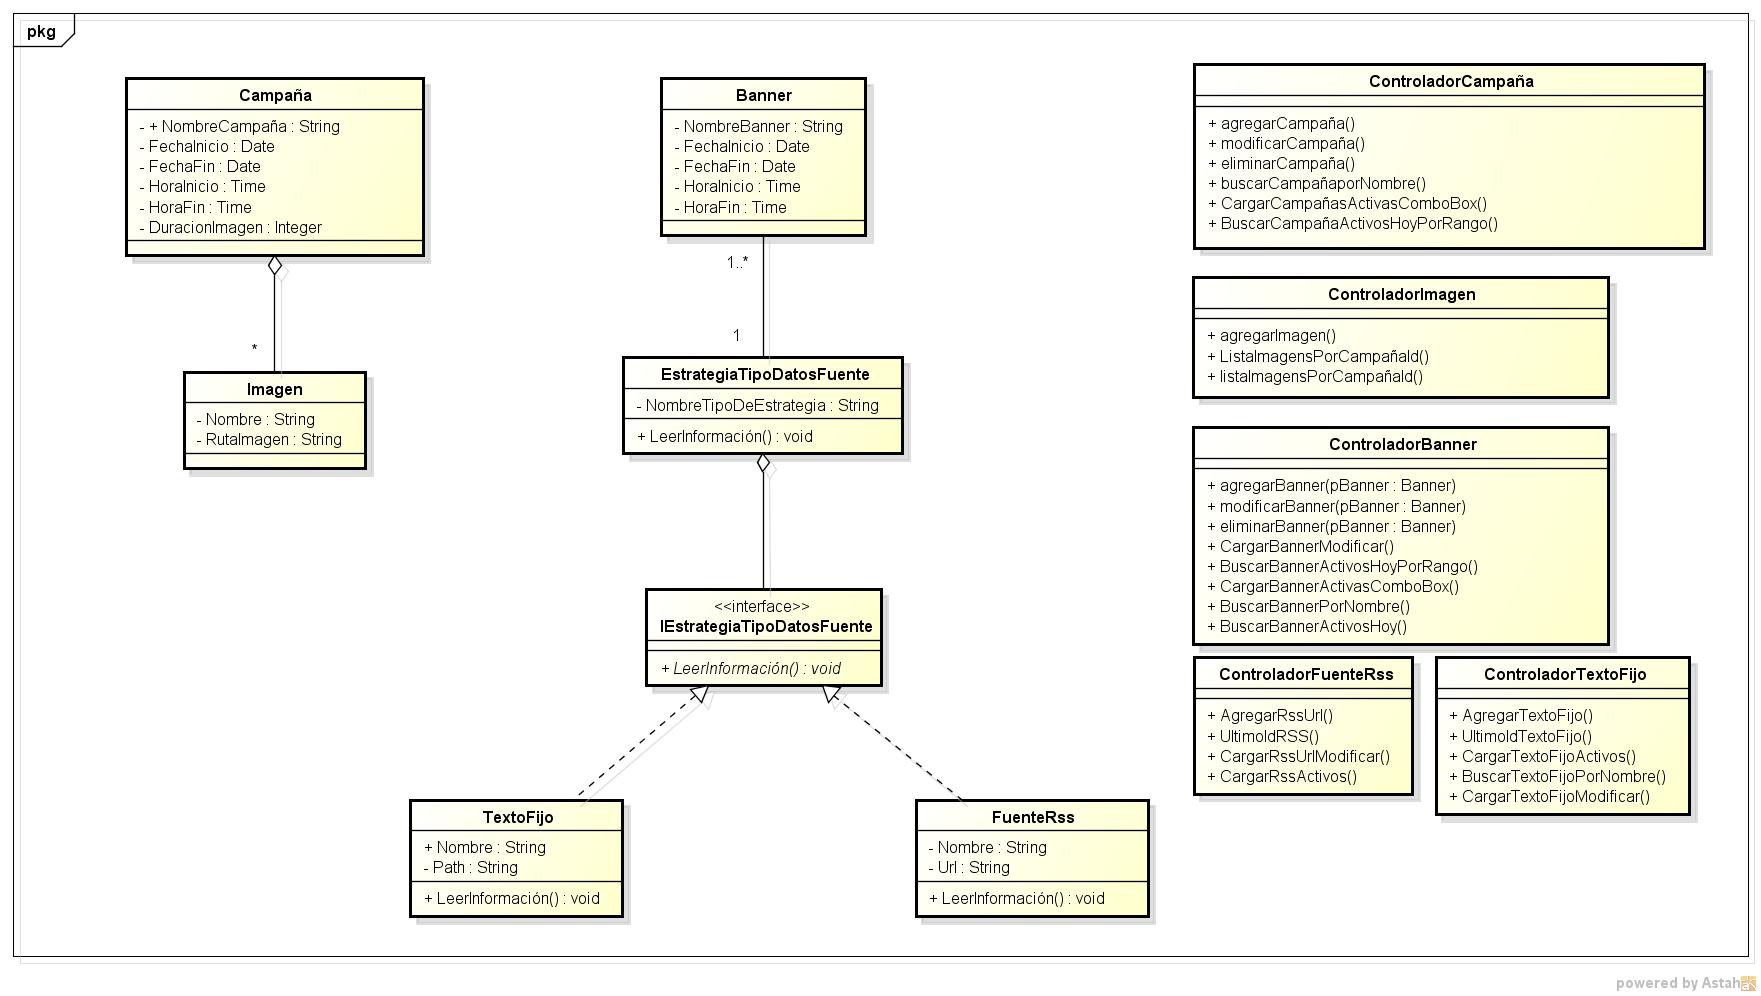 pkg
Campaña
- + NombreCampaña : String
- FechaInicio : Date
- FechaFin : Date
- HoraInicio : Time
- HoraFin : Time
- DuracionImagen : Integer
*
Imagen
- Nombre : String
- RutaImagen : String
Banner
- NombreBanner : String
- FechaInicio : Date
- FechaFin : Date
- HoraInicio : Time
- HoraFin : Time
1..*
1
EstrategiaTipoDatosFuente
- NombreTipoDeEstrategia : String
+ LeerInformación() : void
<<interface>>
IEstrategiaTipoDatosFuente
+ LeerInformación() : void
TextoFijo
+ Nombre : String
- Path : String
+ LeerInformación() : void
FuenteRss
- Nombre : String
- Url : String
+ LeerInformación() : void
ControladorCampaña
+ agregarCampaña()
+ modificarCampaña()
+ eliminarCampaña()
+ buscarCampañaporNombre()
+ CargarCampañasActivasComboBox()
+ BuscarCampañaActivosHoyPorRango()
ControladorImagen
+ agregarImagen()
+ ListaImagensPorCampañaId()
+ listaImagensPorCampañaId()
ControladorBanner
+ agregarBanner(pBanner : Banner)
+ modificarBanner(pBanner : Banner)
+ eliminarBanner(pBanner : Banner)
+ CargarBannerModificar()
+ BuscarBannerActivosHoyPorRango()
+ CargarBannerActivasComboBox()
+ BuscarBannerPorNombre()
+ BuscarBannerActivosHoy()
ControladorFuenteRss
+ AgregarRssUrl()
+ UltimoIdRSS()
+ CargarRssUrlModificar()
+ CargarRssActivos()
ControladorTextoFijo
+ AgregarTextoFijo()
+ UltimoIdTextoFijo()
+ CargarTextoFijoActivos()
+ BuscarTextoFijoPorNombre()
+ CargarTextoFijoModificar()
powered by Astah